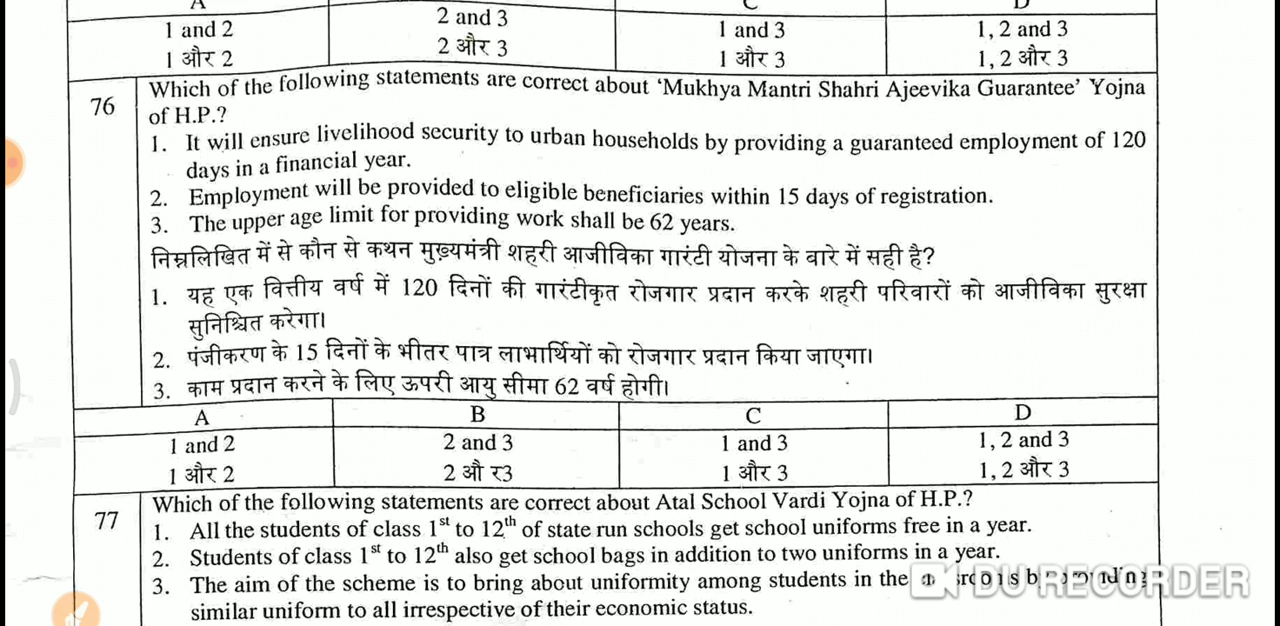 A C D
1 and 2 2 and 3 1 and 3 1, 2 and 3
1 और 2 2 और 3 1 और 3 1, 2 और 3
76 Which of the following statements are correct about ‘Mukhya Mantri Shahri Ajeevika Guarantee’ Yojna
of H.P.?
1. It will ensure livelihood security to urban households by providing a guaranteed employment of 120
days in a financial year.
2. Employment will be provided to eligible beneficiaries within 15 days of registration.
3. The upper age limit for providing work shall be 62 years.
निम्नलिखित में से कौन से कथन मुख्यमंत्री शहरी आजीविका गारंटी योजना के बारे में सही है?
1. यह एक वित्तीय वर्ष में 120 दिनों की गारंटीकृत रोजगार प्रदान करके शहरी परिवारों को आजीविका सुरक्षा
सुनिश्चित करेगा।
2. पंजीकरण के 15 दिनों के भीतर पात्र लाभार्थियों को रोजगार प्रदान किया जाएगा।
3. काम प्रदान करने के लिए ऊपरी आयु सीमा 62 वर्ष होगी।
A B C D
1 and 2 2 and 3 1 and 3 1, 2 and 3
1 और 2 2 औ र3 1 और 3 1, 2 और 3
77 Which of the following statements are correct about Atal School Vardi Yojna of H.P.?
1. All the students of class 1st to 12th of state run schools get school uniforms free in a year.
2. Students of class 1st to 12th also get school bags in addition to two uniforms in a year.
3. The aim of the scheme is to bring about uniformity among students in the
similar uniform to all irrespective of their economic status.
DU RECORDER